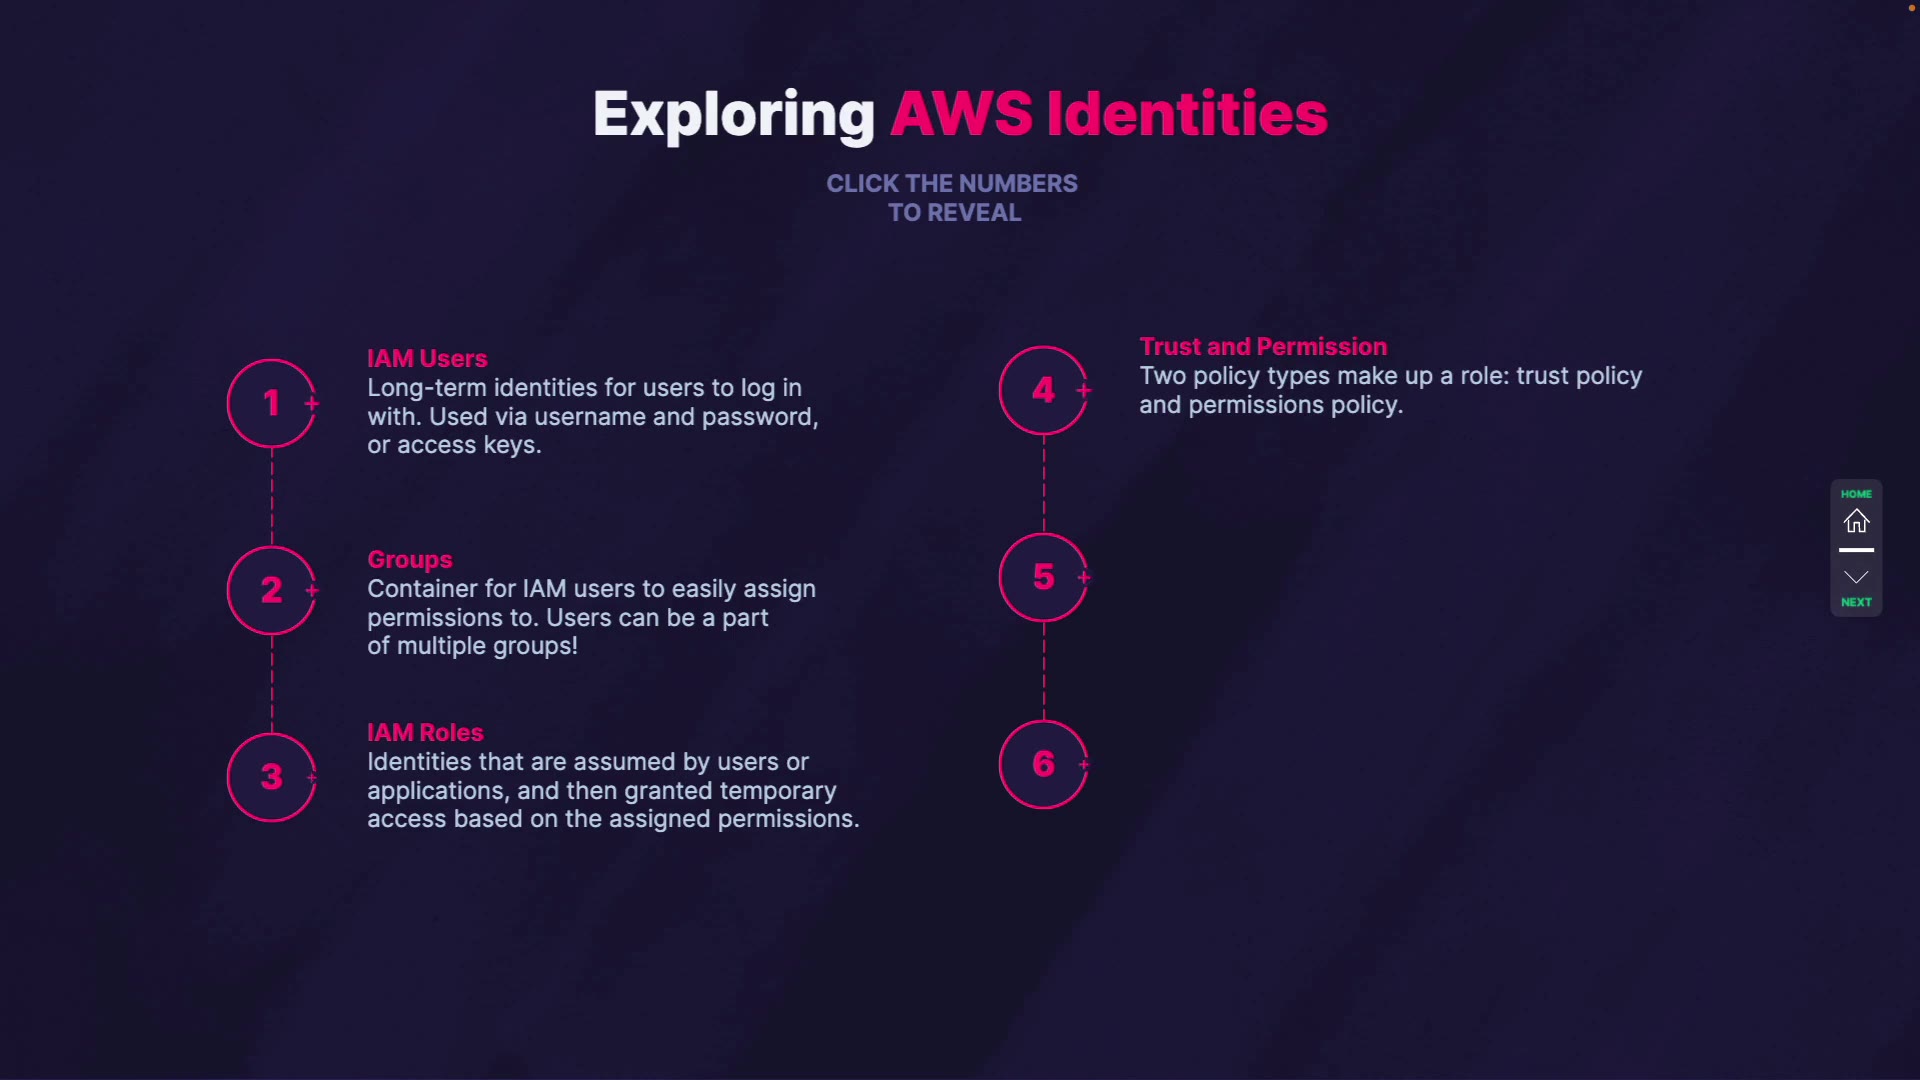 Exploring AWS Identities
CLICK THE NUMBERS
TO REVEAL
1 +
IAM Users
Long-term identities for users to log in
with. Used via username and password,
or access keys.
2 +
Groups
Container for IAM users to easily assign
permissions to. Users can be a part
of multiple groups!
3 +
IAM Roles
Identities that are assumed by users or
applications, and then granted temporary
access based on the assigned permissions.
4 +
Trust and Permission
Two policy types make up a role: trust policy
and permissions policy.
5 +
6 +
HOME
NEXT